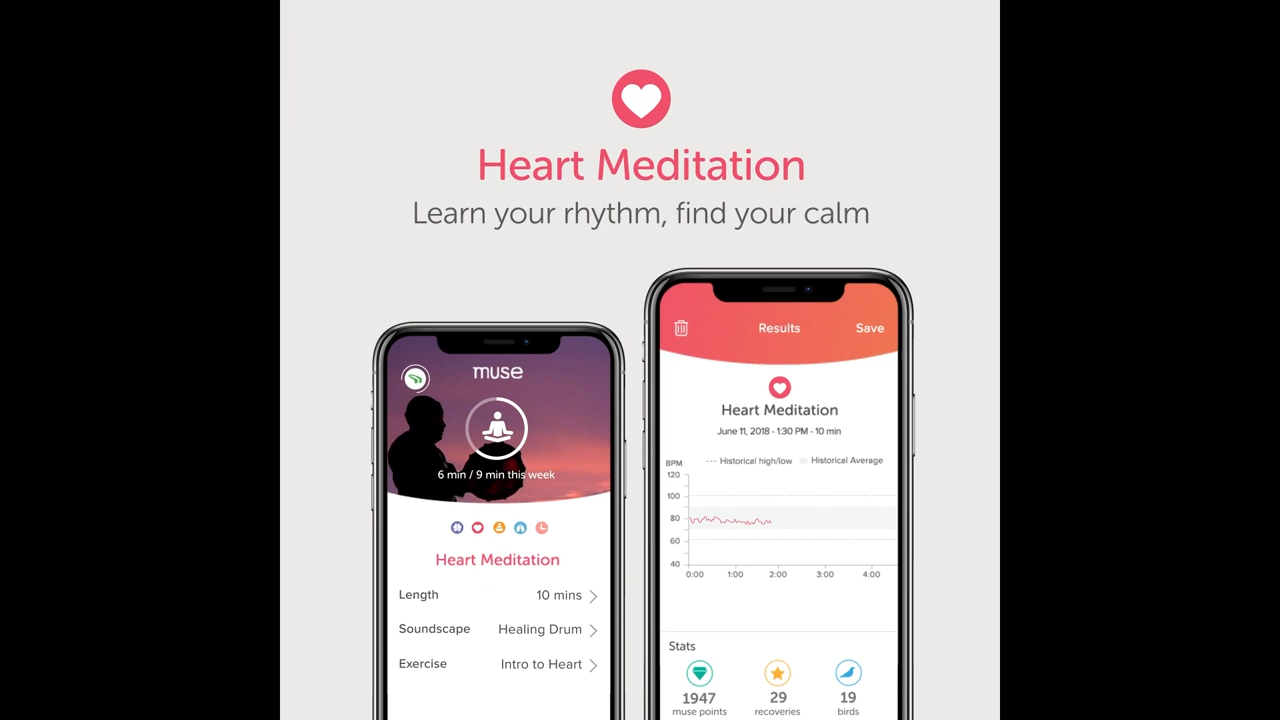 Heart Meditation
Learn your rhythm, find your calm
muse
6 min / 9 min this week
Heart Meditation
Length 10 mins
Soundscape Healing Drum
Exercise Intro to Heart
Results Save
Heart Meditation
June 11, 2018 - 1:30 PM - 10 min
BPM --- Historical high/low Historical Average
120
100
80
60
40
0:00 1:00 2:00 3:00 4:00
Stats
1947 29 19
muse points recoveries birds